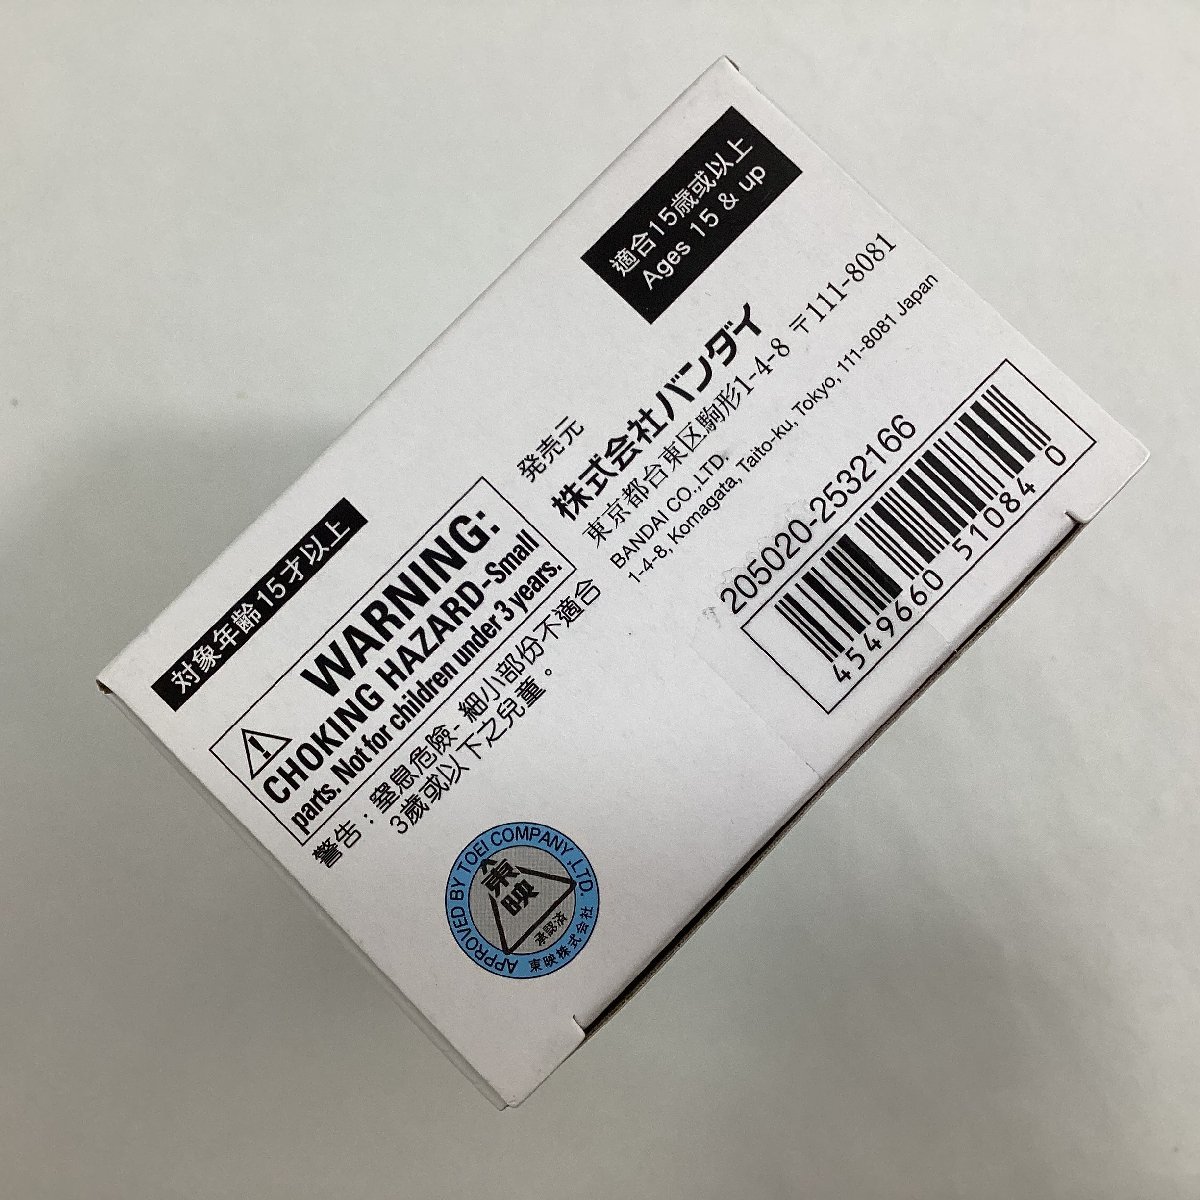 対象年齢15才以上
適合15歳或以上
Ages 15 & up
WARNING:
CHOKING HAZARD-Small
parts. Not for children under 3 years.
警告：窒息危險-細小部份不適合
3歲或以下之兒童。
発売元
株式会社バンダイ
東京都台東区駒形1-4-8 〒111-8081
BANDAI CO.,LTD.
1-4-8, Komagata, Taito-ku, Tokyo, 111-8081 Japan
205020-2532166
4549660510840
APPROVED BY TOEI COMPANY,LTD.
東映
承認済
東映株式会社